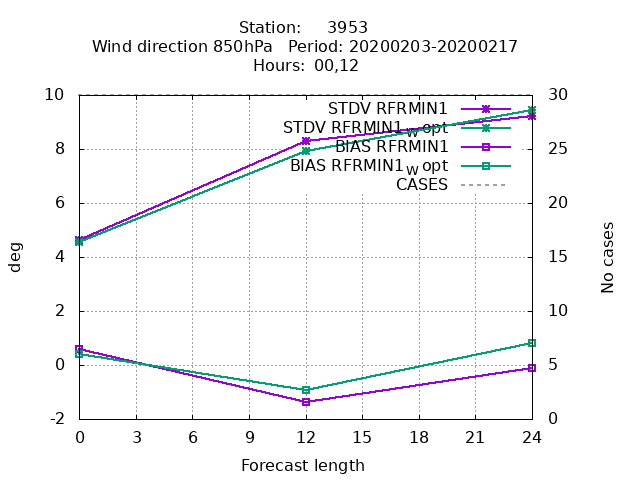 Station: 3953
Wind direction 850hPa Period: 20200203-20200217
Hours: 00,12
STDV RFRMIN1
STDV RFRMIN1_W opt
BIAS RFRMIN1
BIAS RFRMIN1_W opt
CASES
10
8
6
4
2
0
-2
deg
30
25
20
15
10
5
0
No cases
0 3 6 9 12 15 18 21 24
Forecast length